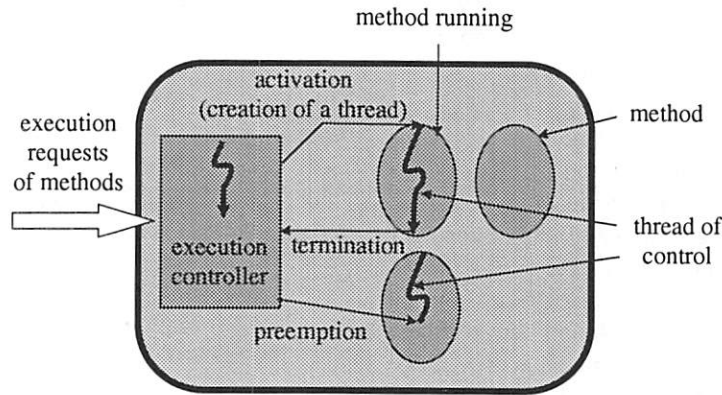 method running
activation
(creation of a thread)
method
execution
requests
of methods
execution
controller
termination
thread of
control
preemption